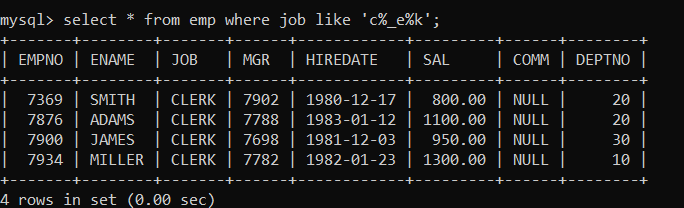 mysql> select * from emp where job like 'c%_e%k';
+-------+--------+-------+------+------------+---------+------+--------+
| EMPNO | ENAME  | JOB   | MGR  | HIREDATE   | SAL     | COMM | DEPTNO |
+-------+--------+-------+------+------------+---------+------+--------+
|  7369 | SMITH  | CLERK | 7902 | 1980-12-17 |  800.00 | NULL |     20 |
|  7876 | ADAMS  | CLERK | 7788 | 1983-01-12 | 1100.00 | NULL |     20 |
|  7900 | JAMES  | CLERK | 7698 | 1981-12-03 |  950.00 | NULL |     30 |
|  7934 | MILLER | CLERK | 7782 | 1982-01-23 | 1300.00 | NULL |     10 |
+-------+--------+-------+------+------------+---------+------+--------+
4 rows in set (0.00 sec)